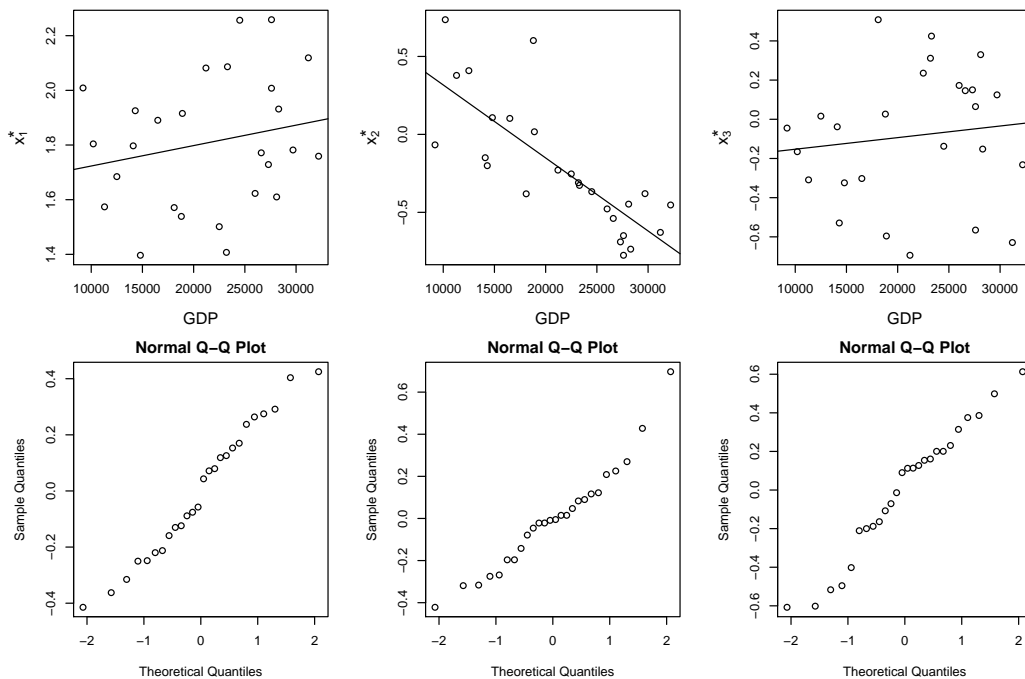 x*1
1.4 1.6 1.8 2.0 2.2
10000 15000 20000 25000 30000
GDP
x*2
−0.5 0.0 0.5
10000 15000 20000 25000 30000
GDP
x*3
−0.6 −0.4 −0.2 0.0 0.2 0.4
10000 15000 20000 25000 30000
GDP
Normal Q−Q Plot
Sample Quantiles
−0.4 −0.2 0.0 0.2 0.4
−2 −1 0 1 2
Theoretical Quantiles
Normal Q−Q Plot
Sample Quantiles
−0.4 −0.2 0.0 0.2 0.4 0.6
−2 −1 0 1 2
Theoretical Quantiles
Normal Q−Q Plot
Sample Quantiles
−0.6 −0.4 −0.2 0.0 0.2 0.4 0.6
−2 −1 0 1 2
Theoretical Quantiles